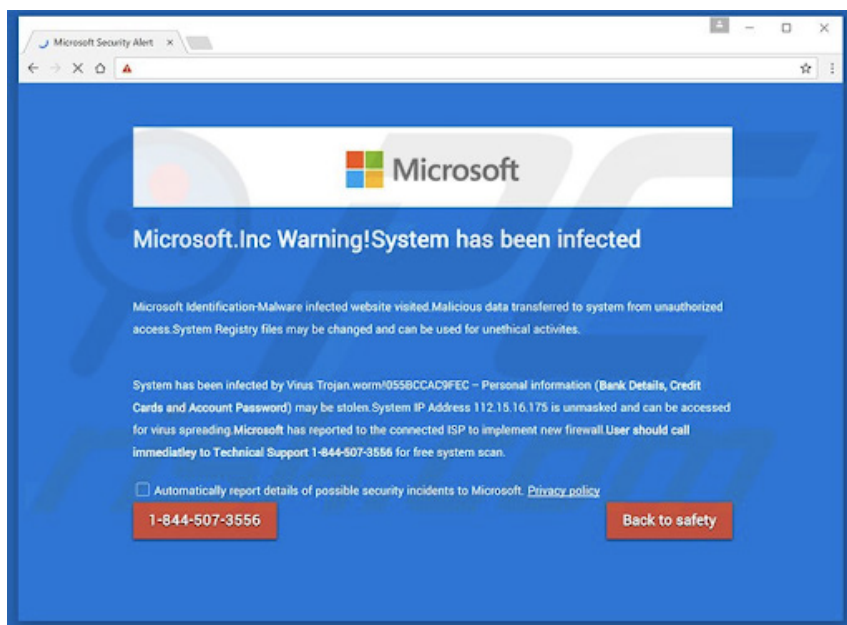 Microsoft Security Alert
Microsoft
Microsoft.Inc Warning!System has been infected
Microsoft Identification-Malware infected website visited.Malicious data transferred to system from unauthorized
access.System Registry files may be changed and can be used for unethical activites.
System has been infected by Virus Trojan.worm!055BCCAC9FEC – Personal information (Bank Details, Credit
Cards and Account Password) may be stolen.System IP Address 112.15.16.175 is unmasked and can be accessed
for virus spreading.Microsoft has reported to the connected ISP to implement new firewall.User should call
immediatley to Technical Support 1-844-507-3556 for free system scan.
Automatically report details of possible security incidents to Microsoft. Privacy policy
1-844-507-3556
Back to safety